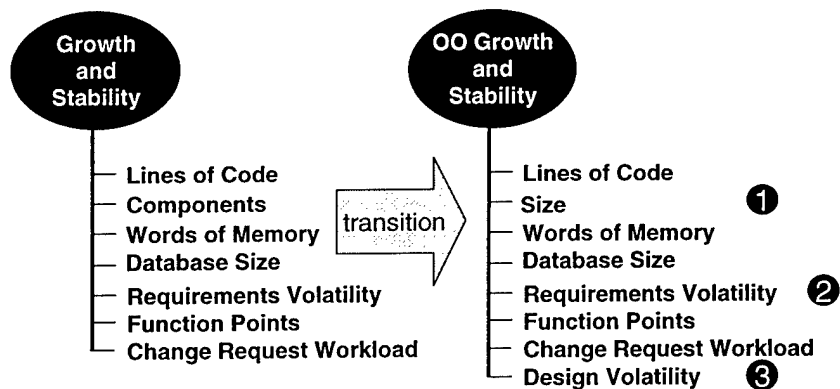 Growth
and
Stability
Lines of Code
Components
Words of Memory
Database Size
Requirements Volatility
Function Points
Change Request Workload
transition
OO Growth
and
Stability
Lines of Code
Size 1
Words of Memory
Database Size
Requirements Volatility 2
Function Points
Change Request Workload
Design Volatility 3